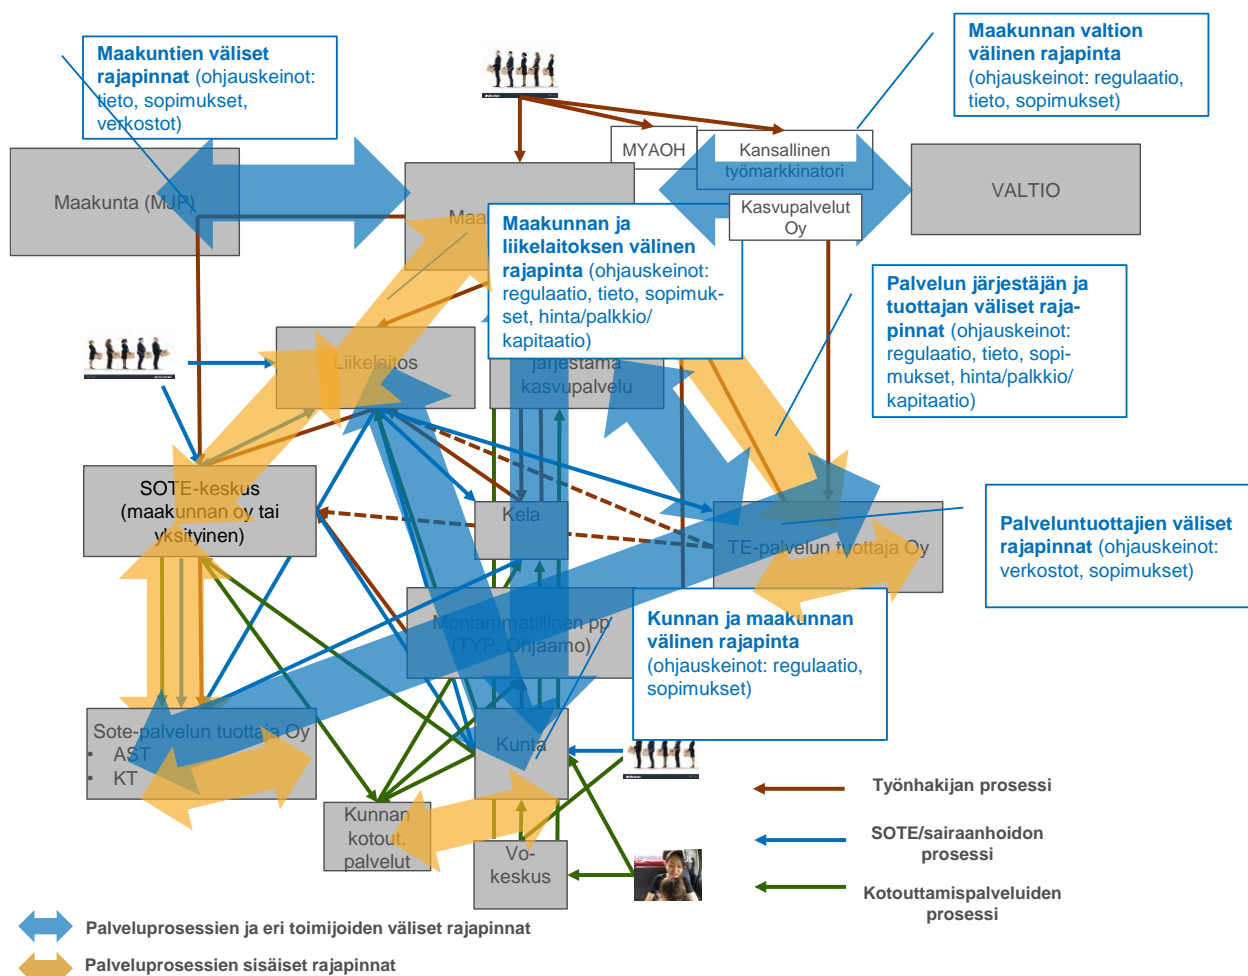 Maakuntien väliset
rajapinnat (ohjauskeinot:
tieto, sopimukset,
verkostot)
Maakunnan valtion
välinen rajapinta
(ohjauskeinot: regulaatio,
tieto, sopimukset)
MYAOH
Kansallinen
työmarkkinatori
Maakunta (MJP)
VALTIO
Kasvupalvelut
Oy
Maakunnan ja
liikelaitoksen välinen
rajapinta (ohjauskeinot:
regulaatio, tieto, sopimuk-
set, hinta/palkkio/
kapitaatio)
Palvelun järjestäjän ja
tuottajan väliset raja-
pinnat (ohjauskeinot:
regulaatio, tieto, sopi-
mukset, hinta/palkkio/
kapitaatio)
Liikelaitos
järjestämä
kasvupalvelu
SOTE-keskus
(maakunnan oy tai
yksityinen)
Kela
TE-palvelun tuottaja Oy
Palveluntuottajien väliset
rajapinnat (ohjauskeinot:
verkostot, sopimukset)
Moniammatillinen pp
(TYP, Ohjaamo)
Kunnan ja maakunnan
välinen rajapinta
(ohjauskeinot: regulaatio,
sopimukset)
Sote-palvelun tuottaja Oy
• AST
• KT
Kunta
Kunnan
kotout.
palvelut
Vo-
keskus
Työnhakijan prosessi
SOTE/sairaanhoidon
prosessi
Kotouttamispalveluiden
prosessi
Palveluprosessien ja eri toimijoiden väliset rajapinnat
Palveluprosessien sisäiset rajapinnat